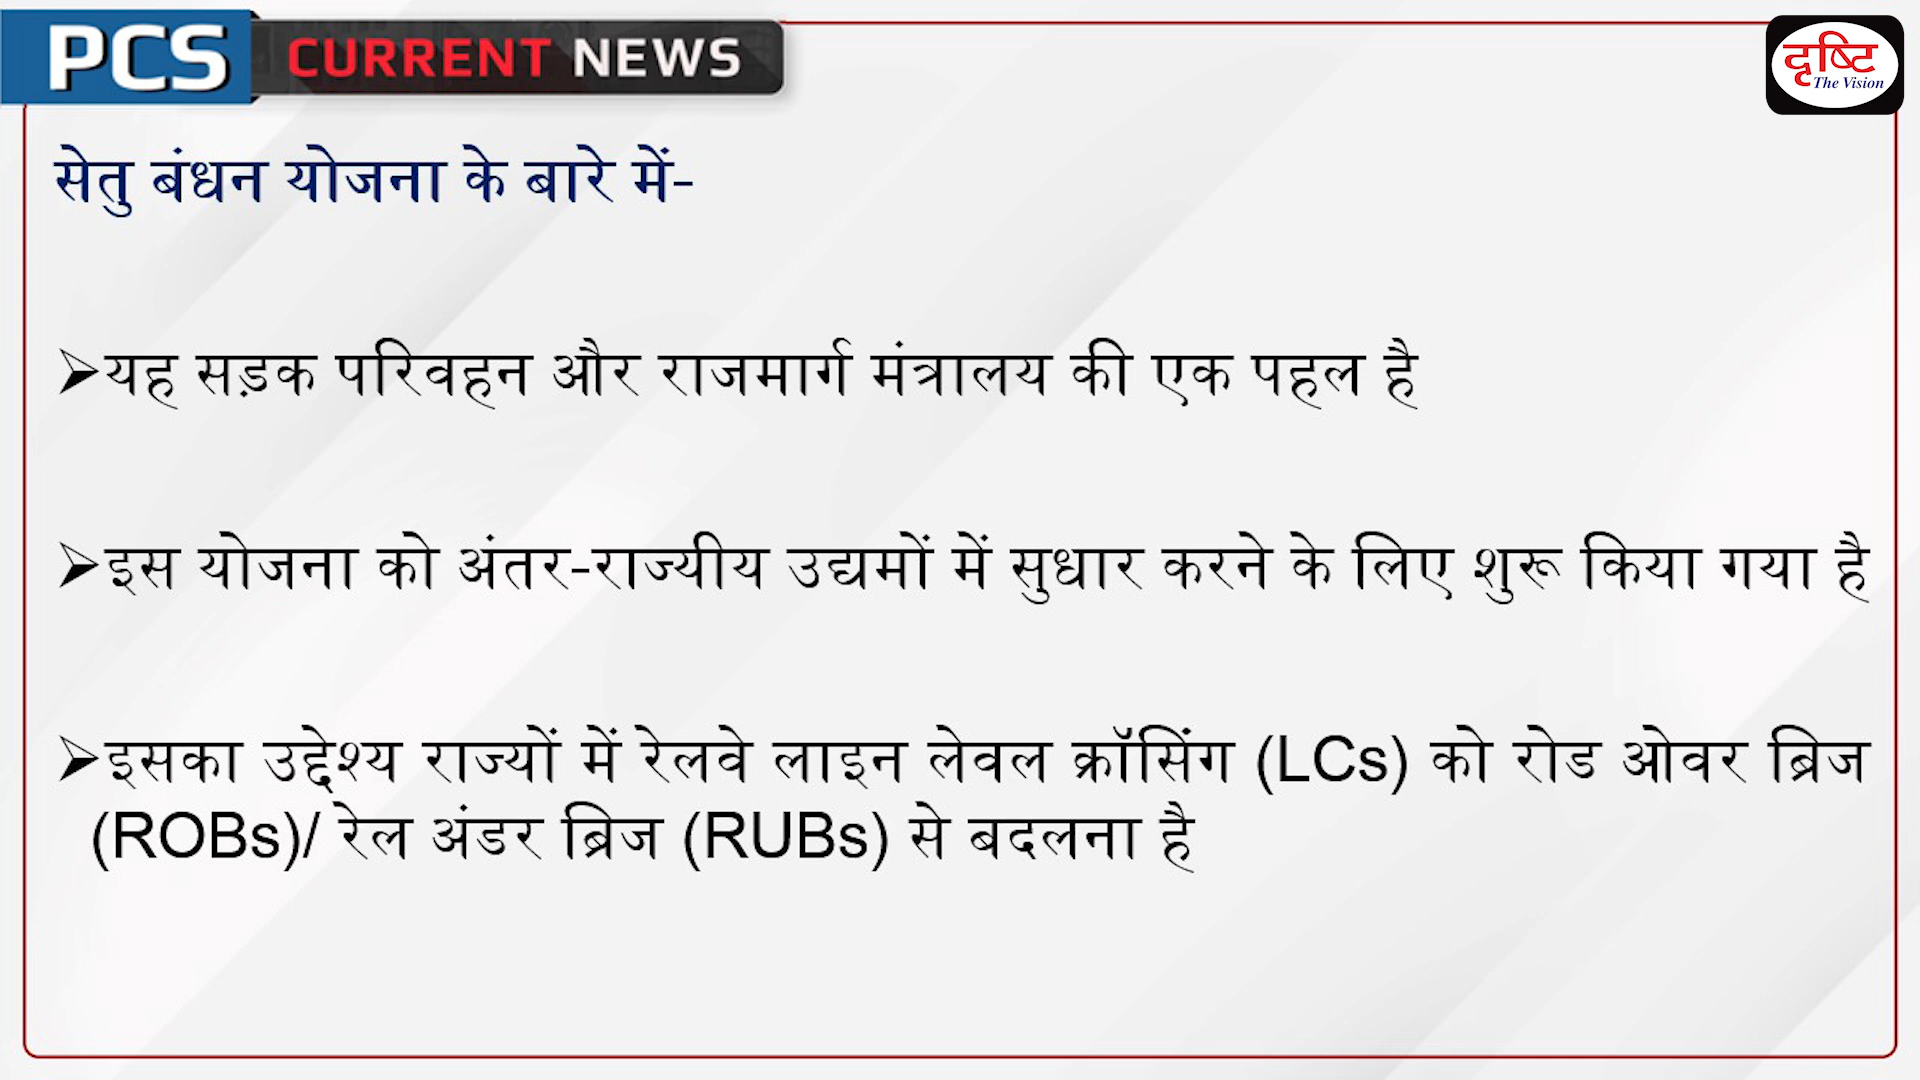 PCS CURRENT NEWS
दृष्टि
The Vision
सेतु बंधन योजना के बारे में-
➢यह सड़क परिवहन और राजमार्ग मंत्रालय की एक पहल है
➢इस योजना को अंतर-राज्यीय उद्यमों में सुधार करने के लिए शुरू किया गया है
➢इसका उद्देश्य राज्यों में रेलवे लाइन लेवल क्रॉसिंग (LCs) को रोड ओवर ब्रिज
(ROBs)/ रेल अंडर ब्रिज (RUBs) से बदलना है